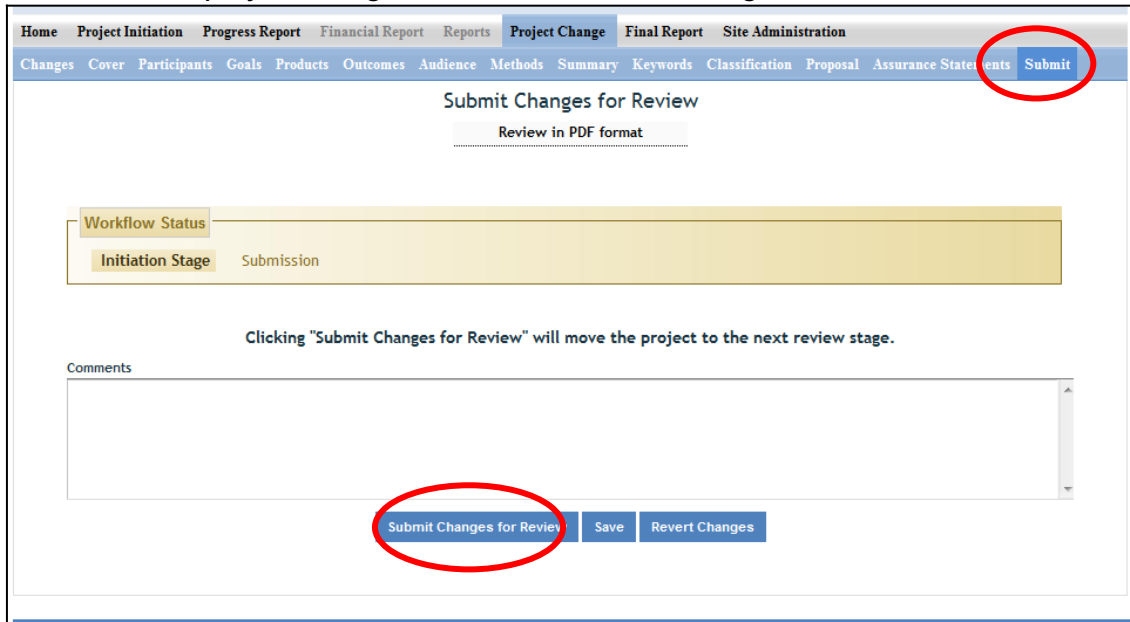 Home Project Initiation Progress Report Financial Report Reports Project Change Final Report Site Administration
Changes Cover Participants Goals Products Outcomes Audience Methods Summary Keywords Classification Proposal Assurance Statements Submit
Submit Changes for Review
Review in PDF format
Workflow Status
Initiation Stage Submission
Clicking "Submit Changes for Review" will move the project to the next review stage.
Comments
Submit Changes for Review Save Revert Changes